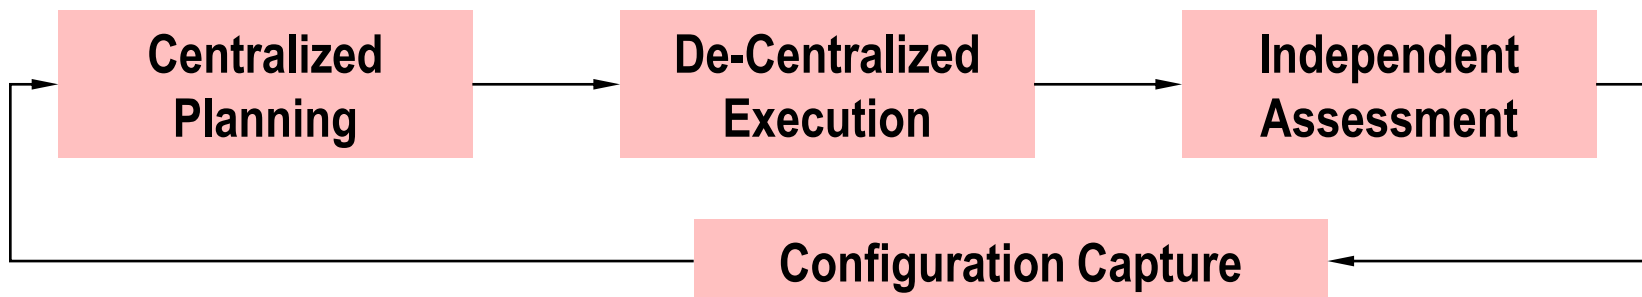 Centralized
Planning
De-Centralized
Execution
Independent
Assessment
Configuration Capture